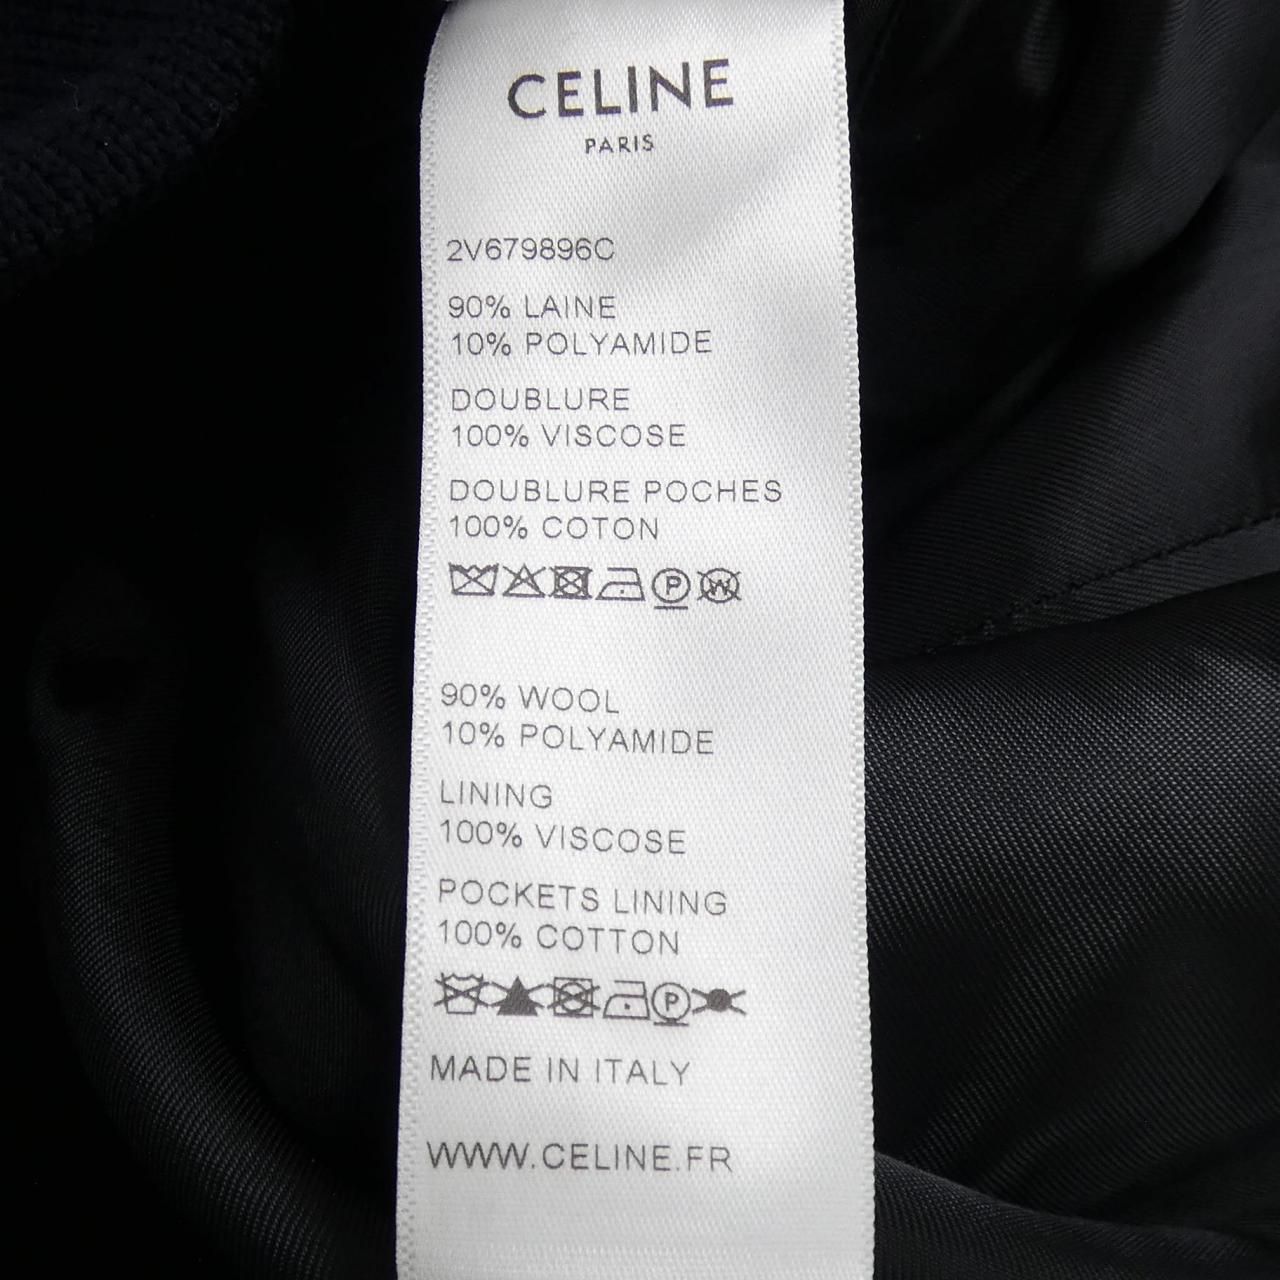 CELINE
PARIS
2V679896C
90% LAINE
10% POLYAMIDE
DOUBLURE
100% VISCOSE
DOUBLURE POCHES
100% COTON
P W
90% WOOL
10% POLYAMIDE
LINING
100% VISCOSE
POCKETS LINING
100% COTTON
P
MADE IN ITALY
WWW.CELINE.FR